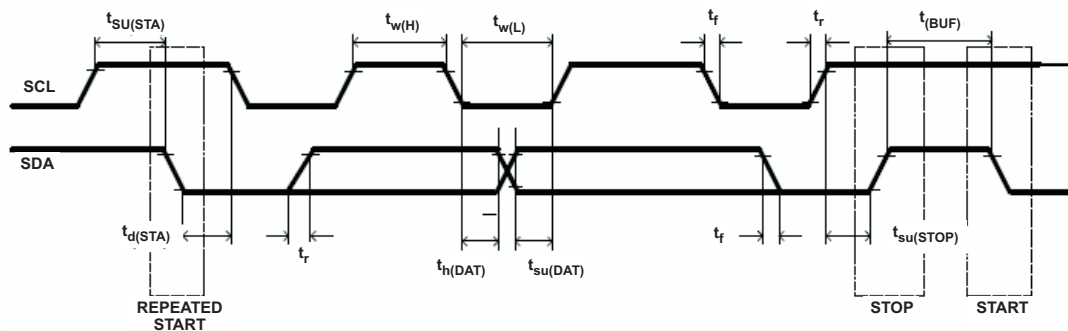 tSU(STA)
tw(H)
tw(L)
tf
tr
t(BUF)
SCL
SDA
td(STA)
tr
th(DAT)
tsu(DAT)
tf
tsu(STOP)
REPEATED
START
STOP
START